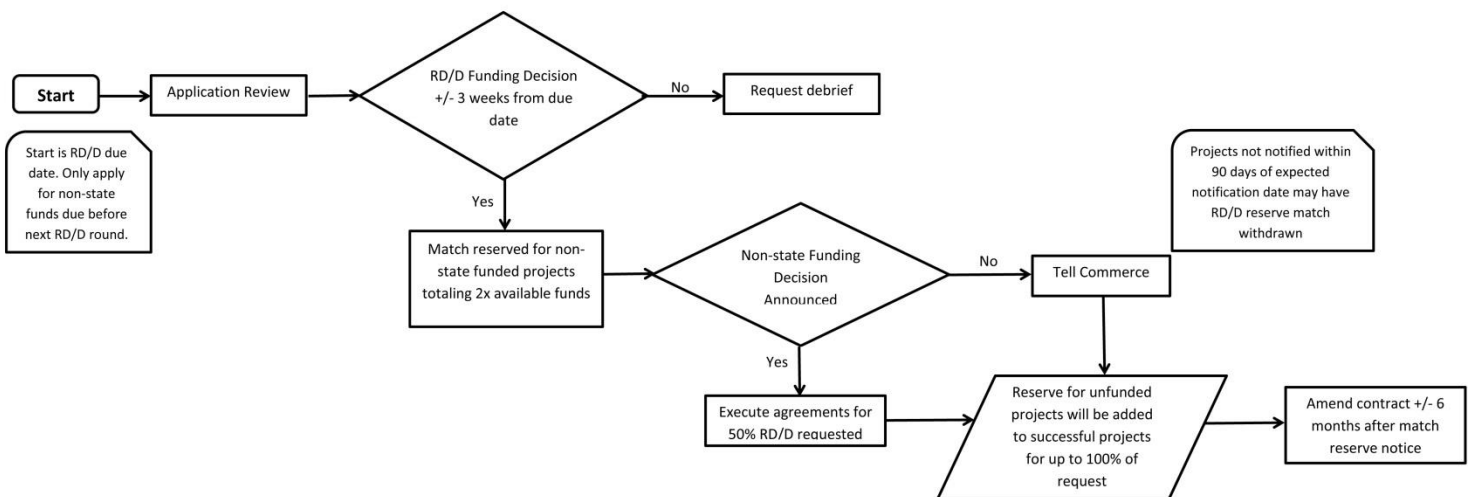 Start
Application Review
RD/D Funding Decision
+/- 3 weeks from due
date
No
Request debrief
Start is RD/D due
date. Only apply
for non-state
funds due before
next RD/D round.
Projects not notified within
90 days of expected
notification date may have
RD/D reserve match
withdrawn
Yes
Match reserved for non-
state funded projects
totaling 2x available funds
Non-state Funding
Decision
Announced
No
Tell Commerce
Yes
Execute agreements for
50% RD/D requested
Reserve for unfunded
projects will be added
to successful projects
for up to 100% of
request
Amend contract +/- 6
months after match
reserve notice